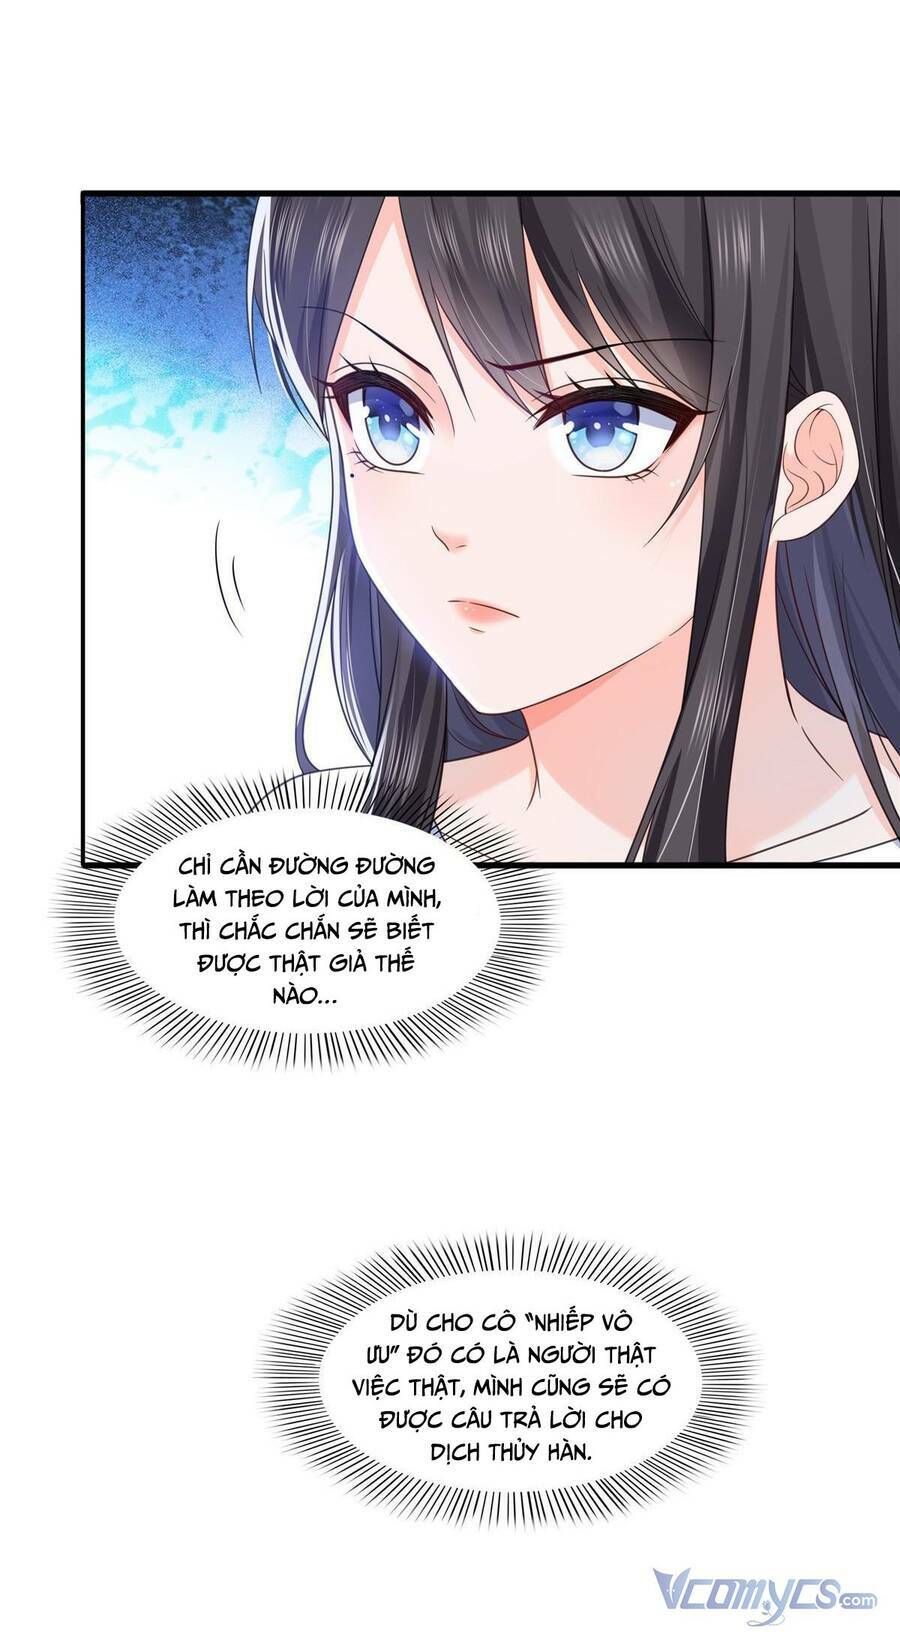 CHỈ CẦN ĐƯỜNG ĐƯỜNG
LÀM THEO LỜI CỦA MÌNH,
THÌ CHẮC CHẮN SẼ BIẾT
ĐƯỢC THẬT GIẢ THẾ
NÀO...
DÙ CHO CÔ "NHIẾP VÔ
ƯU" ĐÓ CÓ LÀ NGƯỜI THẬT
VIỆC THẬT, MÌNH CŨNG SẼ CÓ
ĐƯỢC CÂU TRẢ LỜI CHO
DỊCH THỦY HÀN.
VCOMYCS.com